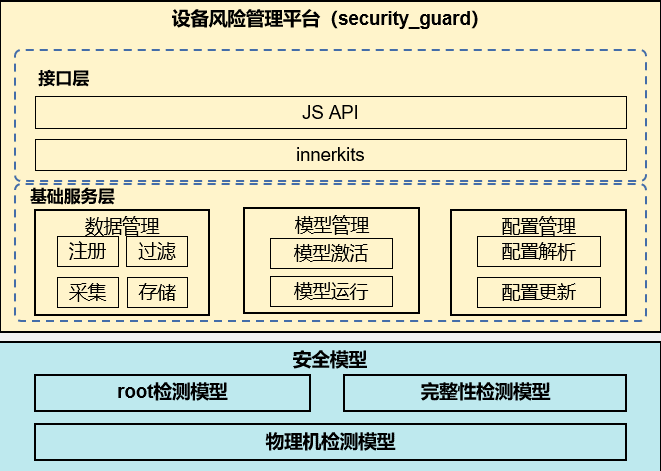 设备风险管理平台（security_guard）
接口层
JS API
innerkits
基础服务层
数据管理
注册 过滤
采集 存储
模型管理
模型激活
模型运行
配置管理
配置解析
配置更新
安全模型
root检测模型 完整性检测模型
物理机检测模型